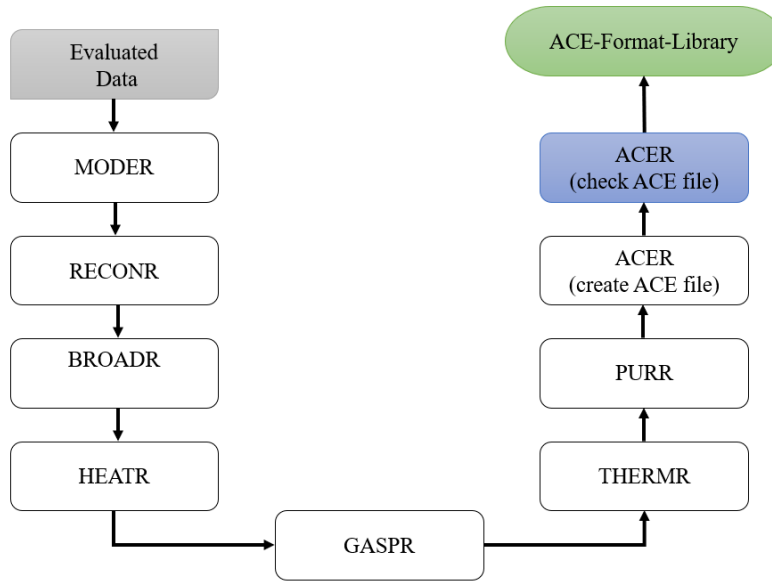 Evaluated
Data
MODER
RECONR
BROADR
HEATR
GASPR
THERMR
PURR
ACER
(create ACE file)
ACER
(check ACE file)
ACE-Format-Library